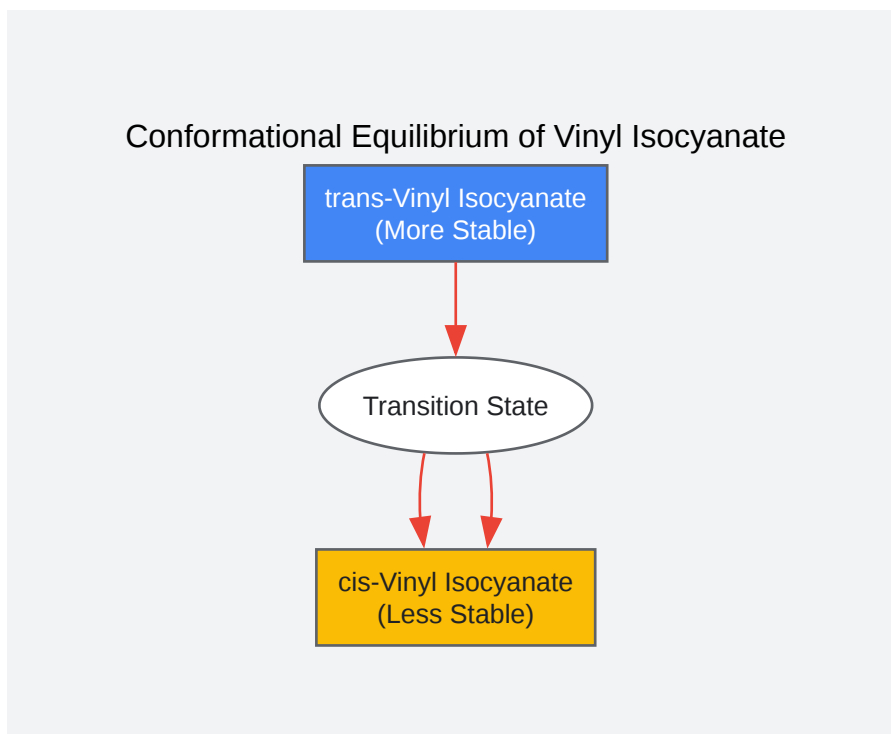 Conformational Equilibrium of Vinyl Isocyanate
trans-Vinyl Isocyanate
(More Stable)
Transition State
cis-Vinyl Isocyanate
(Less Stable)